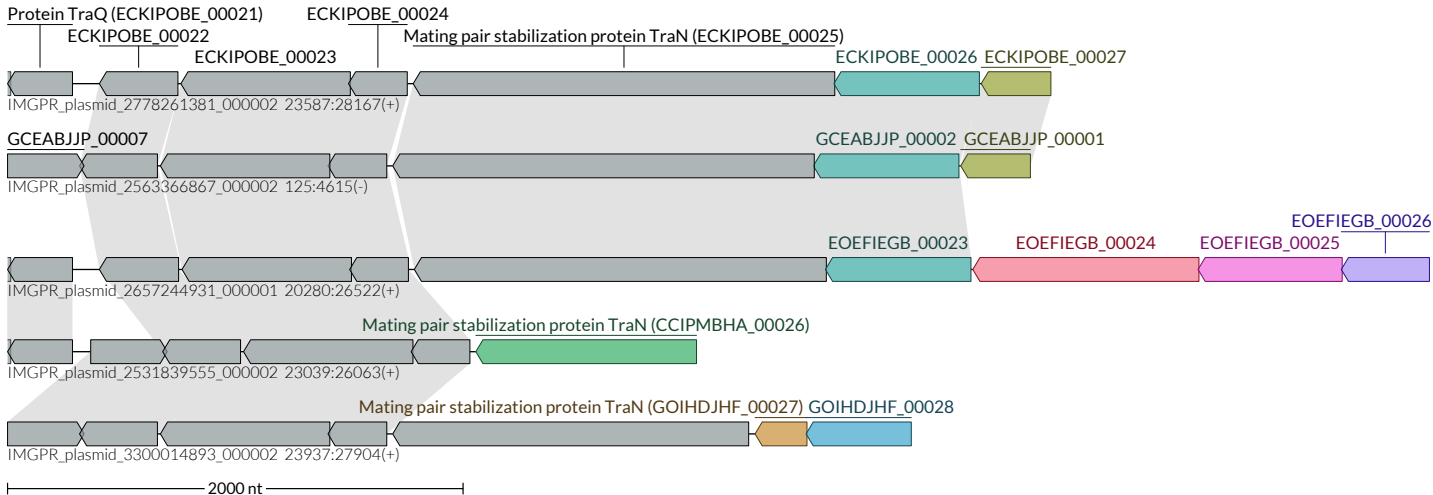 Protein TraQ (ECKIPOBE_00021) ECKIPOBE_00024
ECKIPOBE_00022 Mating pair stabilization protein TraN (ECKIPOBE_00025)
ECKIPOBE_00023 ECKIPOBE_00026 ECKIPOBE_00027
IMGPR_plasmid_2778261381_000002 23587:28167(+)
GCEABJJP_00007 GCEABJJP_00002 GCEABJJP_00001
IMGPR_plasmid_2563366867_000002 125:4615(-)
EOEFIEGB_00026
EOEFIEGB_00023 EOEFIEGB_00024 EOEFIEGB_00025
IMGPR_plasmid_2657244931_000001 20280:26522(+)
Mating pair stabilization protein TraN (CCIPMBHA_00026)
IMGPR_plasmid_2531839555_000002 23039:26063(+)
Mating pair stabilization protein TraN (GOIHDJHF_00027) GOIHDJHF_00028
IMGPR_plasmid_3300014893_000002 23937:27904(+)
2000 nt